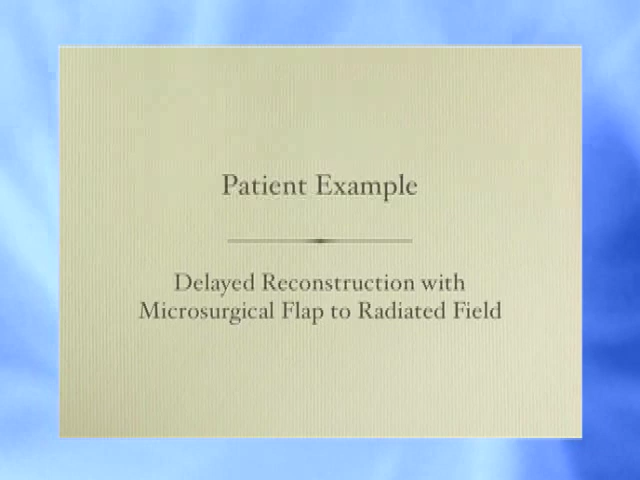 Patient Example
Delayed Reconstruction with
Microsurgical Flap to Radiated Field